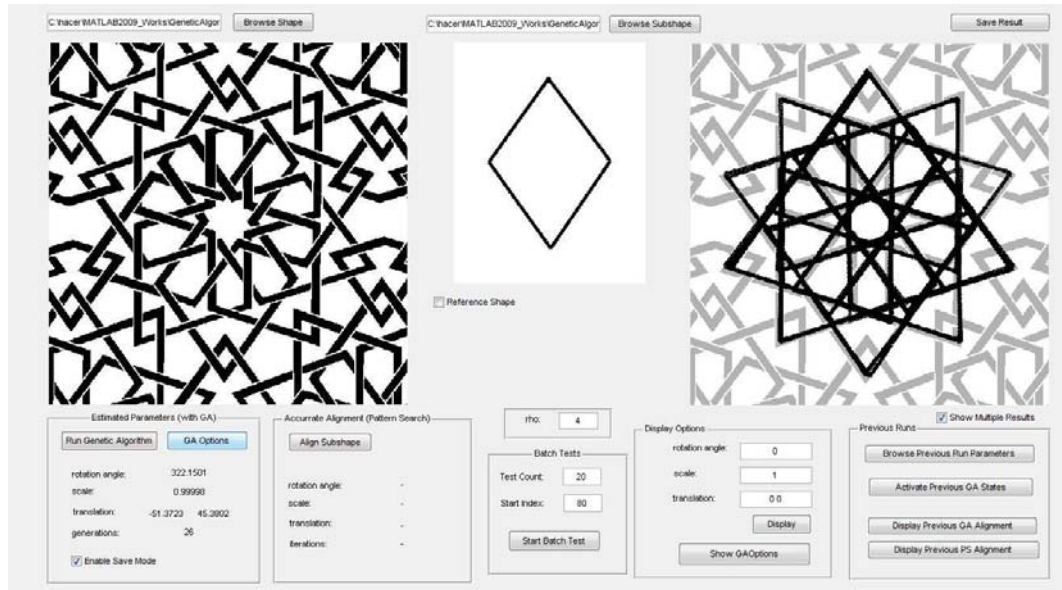 C:\hacer\MATLAB2009_Works\GeneticAlgor
Browse Shape
C:\hacer\MATLAB2009_Works\GeneticAlgor
Browse Subshape
Save Result
Reference Shape
Show Multiple Results
Estimated Parameters (with GA)
Run Genetic Algorithm
GA Options
rotation angle: 322.1501
scale: 0.99998
translation: -51.3723 45.3802
generations: 26
Enable Save Mode
Accurrate Alignment (Pattern Search)
Align Subshape
rotation angle: -
scale: -
translation: -
iterations: -
rho: 4
Batch Tests
Test Count: 20
Start Index: 80
Start Batch Test
Display Options
rotation angle: 0
scale: 1
translation: 0 0
Display
Show GAOptions
Previous Runs
Browse Previous Run Parameters
Activate Previous GA States
Display Previous GA Alignment
Display Previous PS Alignment